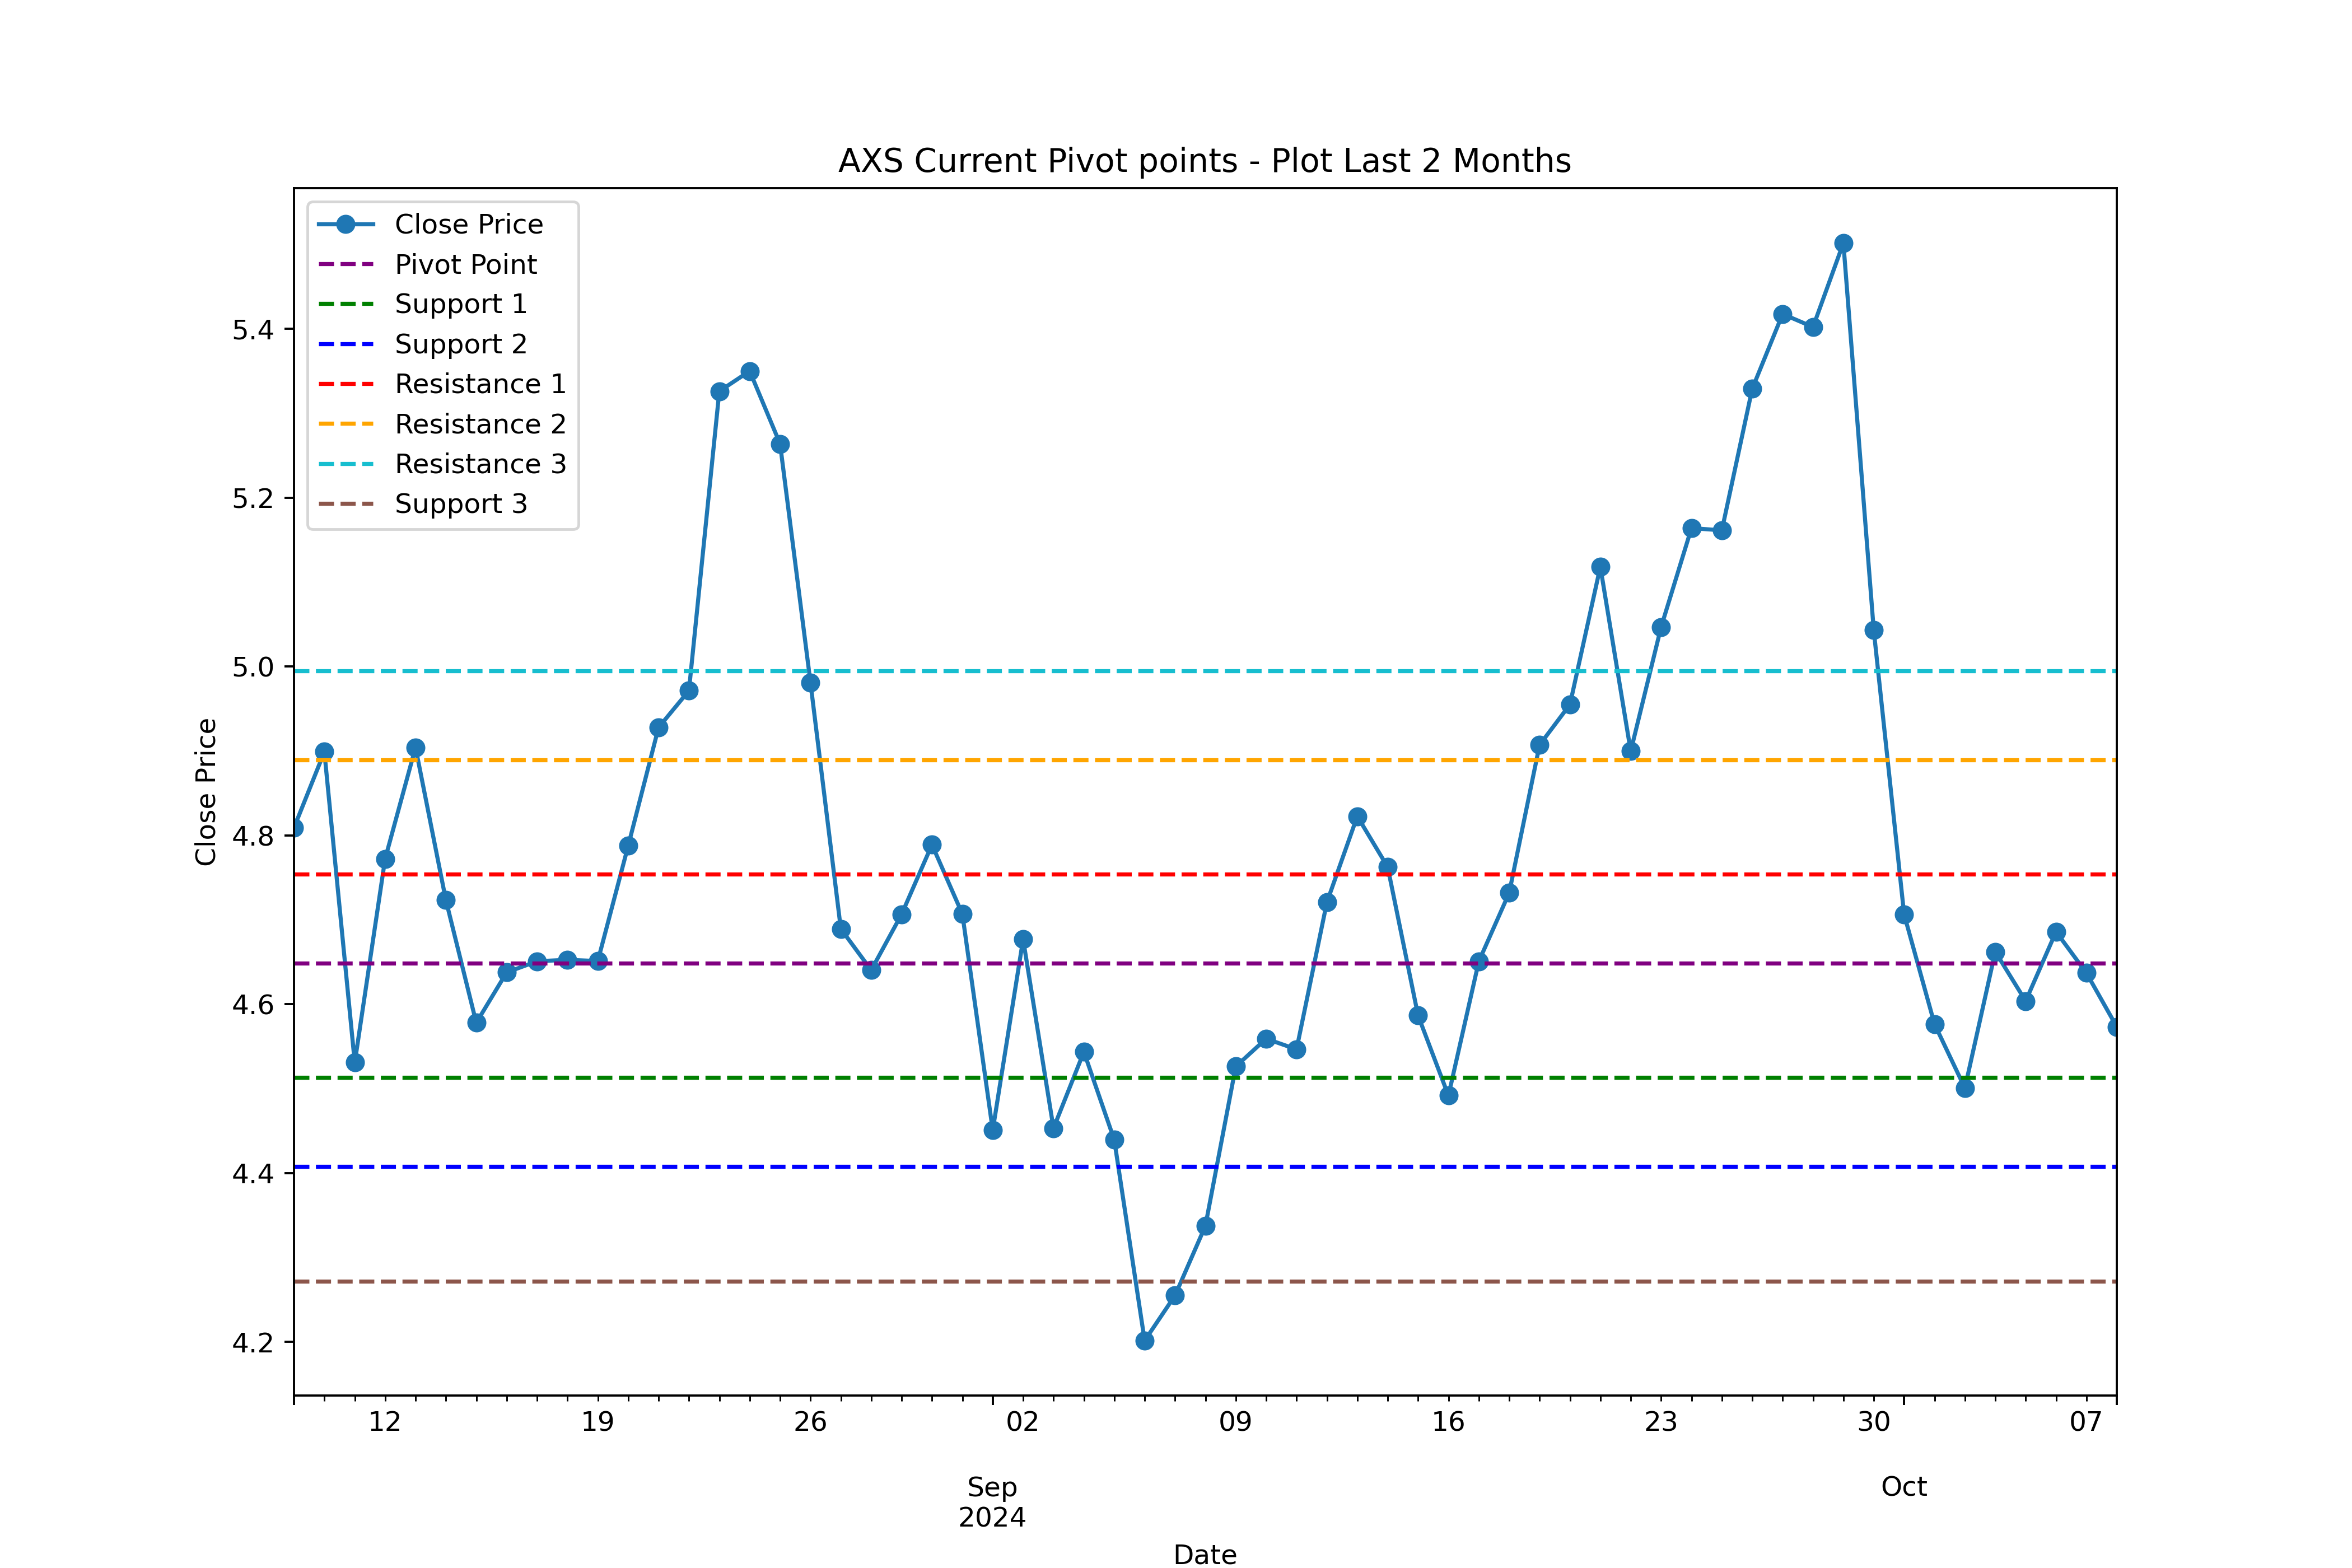 AXS Current Pivot points - Plot Last 2 Months
Close Price
Pivot Point
Support 1
Support 2
Resistance 1
Resistance 2
Resistance 3
Support 3
5.4
5.2
5.0
4.8
4.6
4.4
4.2
Close Price
12 19 26 02 09 16 23 30 07
Sep Oct
2024
Date